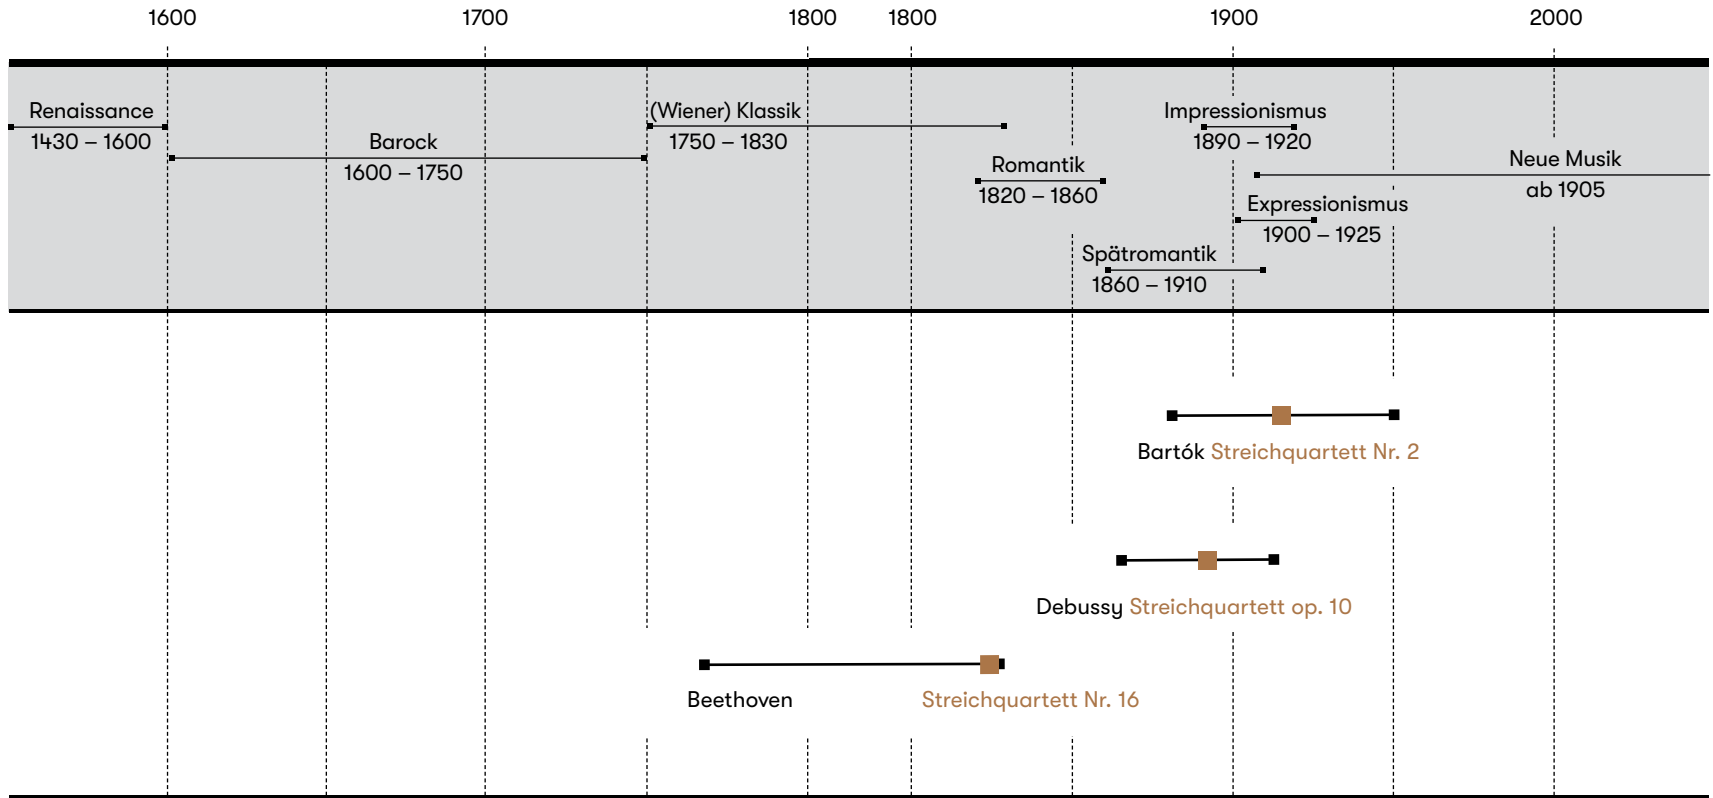 1600 1700 1800 1800 1900 2000
Renaissance
1430 – 1600
Barock
1600 – 1750
(Wiener) Klassik
1750 – 1830
Romantik
1820 – 1860
Impressionismus
1890 – 1920
Neue Musik
ab 1905
Expressionismus
1900 – 1925
Spätromantik
1860 – 1910
Bartók Streichquartett Nr. 2
Debussy Streichquartett op. 10
Beethoven Streichquartett Nr. 16